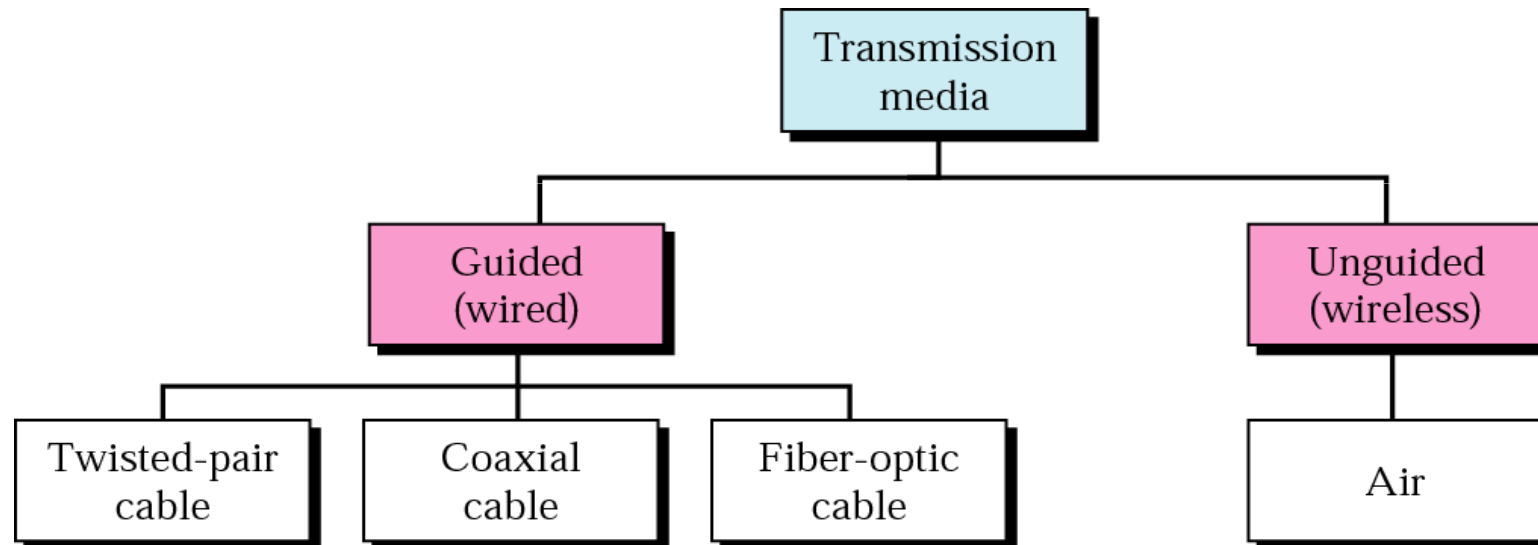 Transmission
media
Guided
(wired)
Unguided
(wireless)
Twisted-pair
cable
Coaxial
cable
Fiber-optic
cable
Air